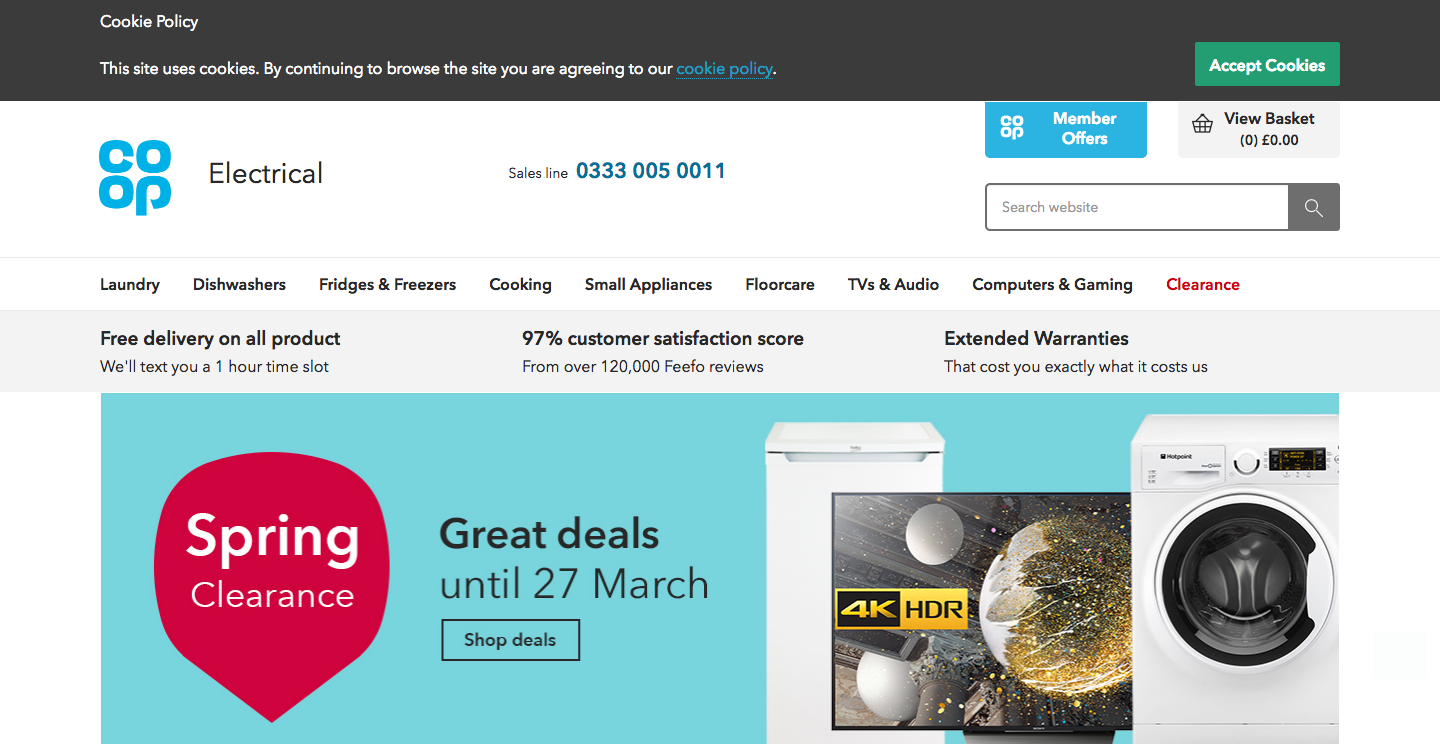 Cookie Policy
This site uses cookies. By continuing to browse the site you are agreeing to our cookie policy.
Accept Cookies
co
op
Electrical
Sales line 0333 005 0011
co
op
Member
Offers
View Basket
(0) £0.00
Search website
Laundry Dishwashers Fridges & Freezers Cooking Small Appliances Floorcare TVs & Audio Computers & Gaming Clearance
Free delivery on all product
We'll text you a 1 hour time slot
97% customer satisfaction score
From over 120,000 Feefo reviews
Extended Warranties
That cost you exactly what it costs us
Spring
Clearance
Great deals
until 27 March
Shop deals
beko
4K HDR
SONY
Hotpoint